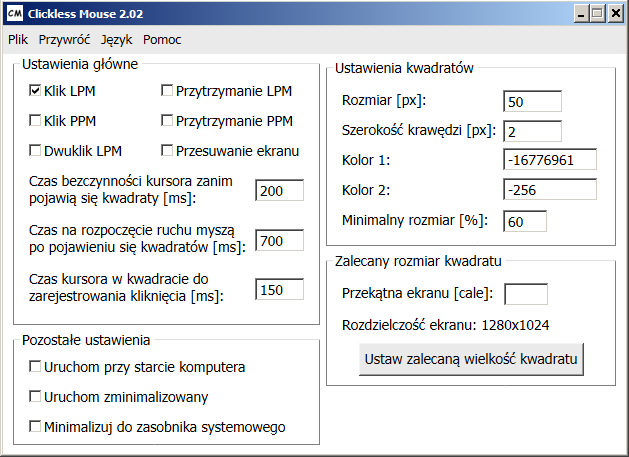 CM Clickless Mouse 2.02
Plik Przywróć Język Pomoc
Ustawienia główne
Klik LPM
Przytrzymanie LPM
Klik PPM
Przytrzymanie PPM
Dwuklik LPM
Przesuwanie ekranu
Czas bezczynności kursora zanim
pojawią się kwadraty [ms]:
200
Czas na rozpoczęcie ruchu myszą
po pojawieniu się kwadratów [ms]:
700
Czas kursora w kwadracie do
zarejestrowania kliknięcia [ms]:
150
Pozostałe ustawienia
Uruchom przy starcie komputera
Uruchom zminimalizowany
Minimalizuj do zasobnika systemowego
Ustawienia kwadratów
Rozmiar [px]: 50
Szerokość krawędzi [px]: 2
Kolor 1: -16776961
Kolor 2: -256
Minimalny rozmiar [%]: 60
Zalecany rozmiar kwadratu
Przekątna ekranu [cale]:
Rozdzielczość ekranu: 1280x1024
Ustaw zalecaną wielkość kwadratu